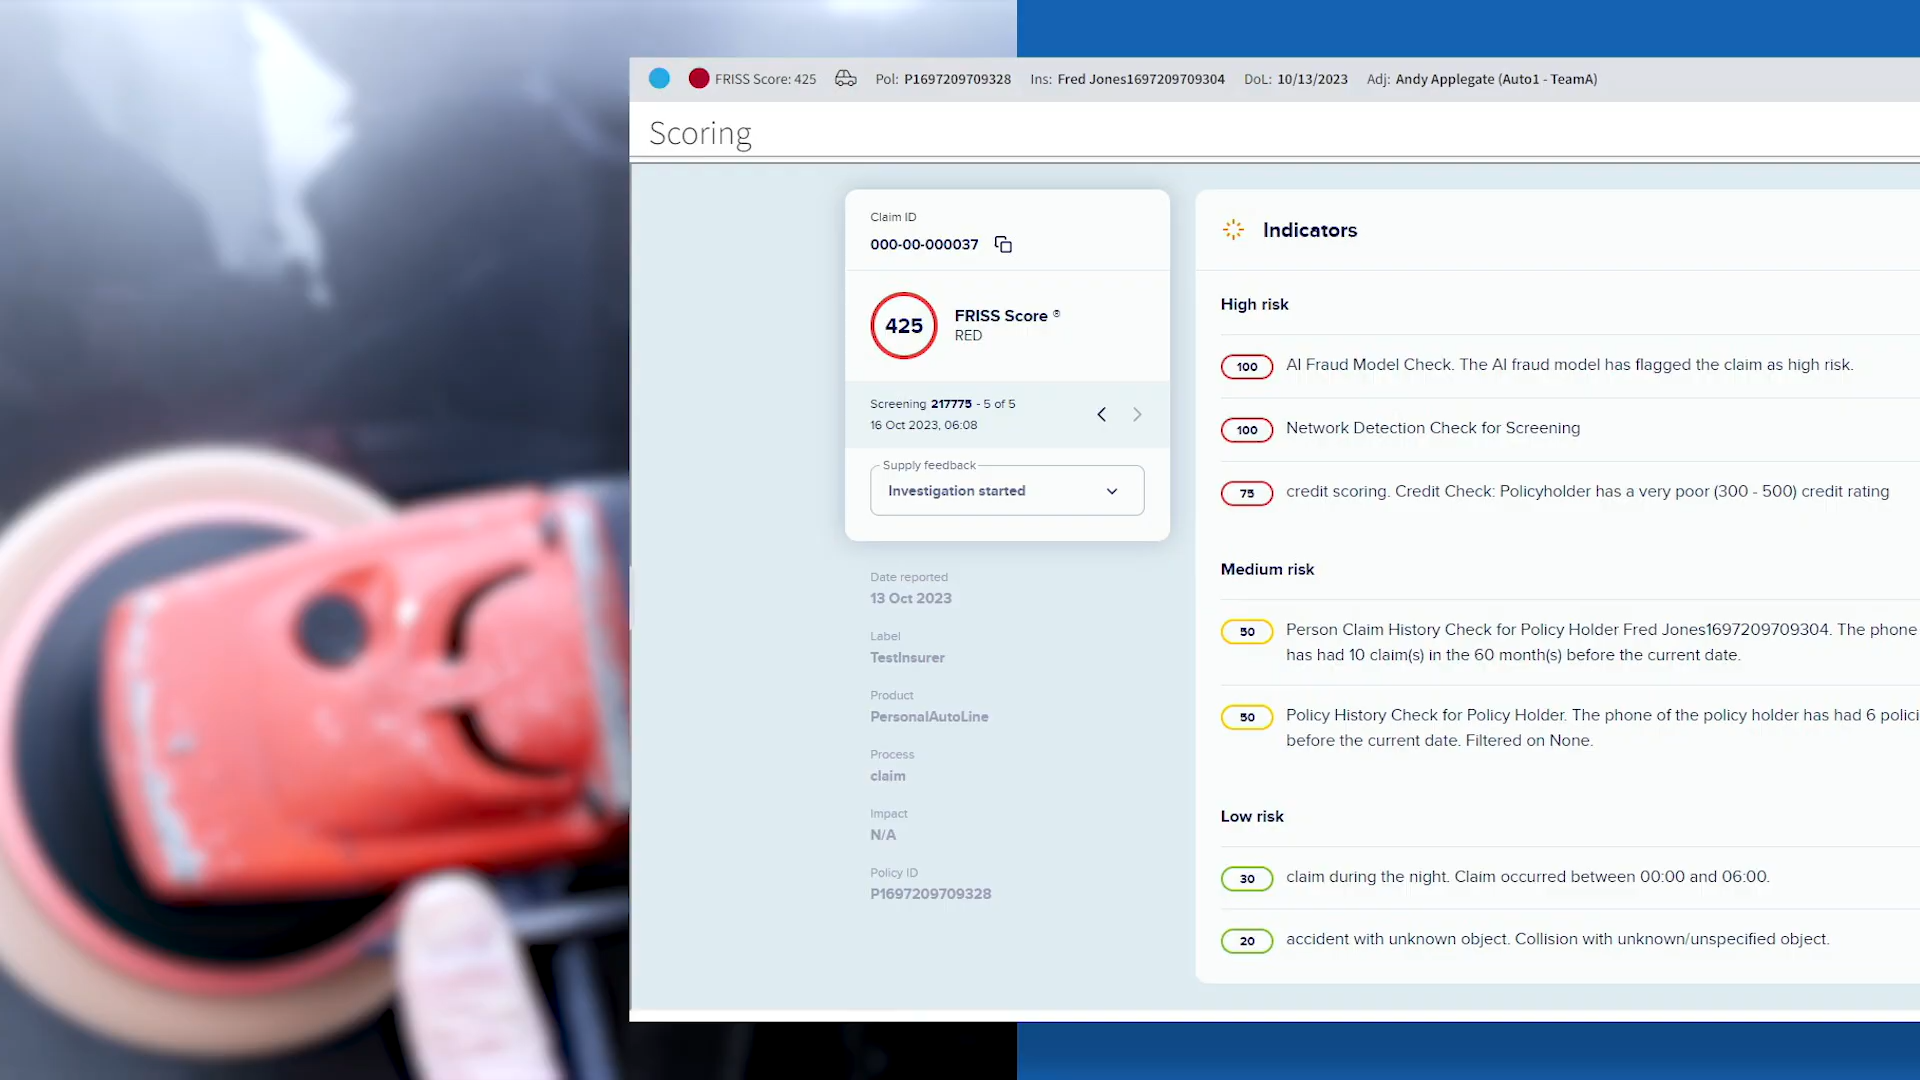 FRISS Score: 425 Pol: P1697209709328 Ins: Fred Jones1697209709304 DoL: 10/13/2023 Adj: Andy Applegate (Auto1 - TeamA)
Scoring
Claim ID
000-00-000037
425
FRISS Score ®
RED
Screening 217775 - 5 of 5
16 Oct 2023, 06:08
Supply feedback
Investigation started
Date reported
13 Oct 2023
Label
TestInsurer
Product
PersonalAutoLine
Process
claim
Impact
N/A
Policy ID
P1697209709328
Indicators
High risk
100 AI Fraud Model Check. The AI fraud model has flagged the claim as high risk.
100 Network Detection Check for Screening
75 credit scoring. Credit Check: Policyholder has a very poor (300 - 500) credit rating
Medium risk
50 Person Claim History Check for Policy Holder Fred Jones1697209709304. The phone
has had 10 claim(s) in the 60 month(s) before the current date.
50 Policy History Check for Policy Holder. The phone of the policy holder has had 6 polici
before the current date. Filtered on None.
Low risk
30 claim during the night. Claim occurred between 00:00 and 06:00.
20 accident with unknown object. Collision with unknown/unspecified object.